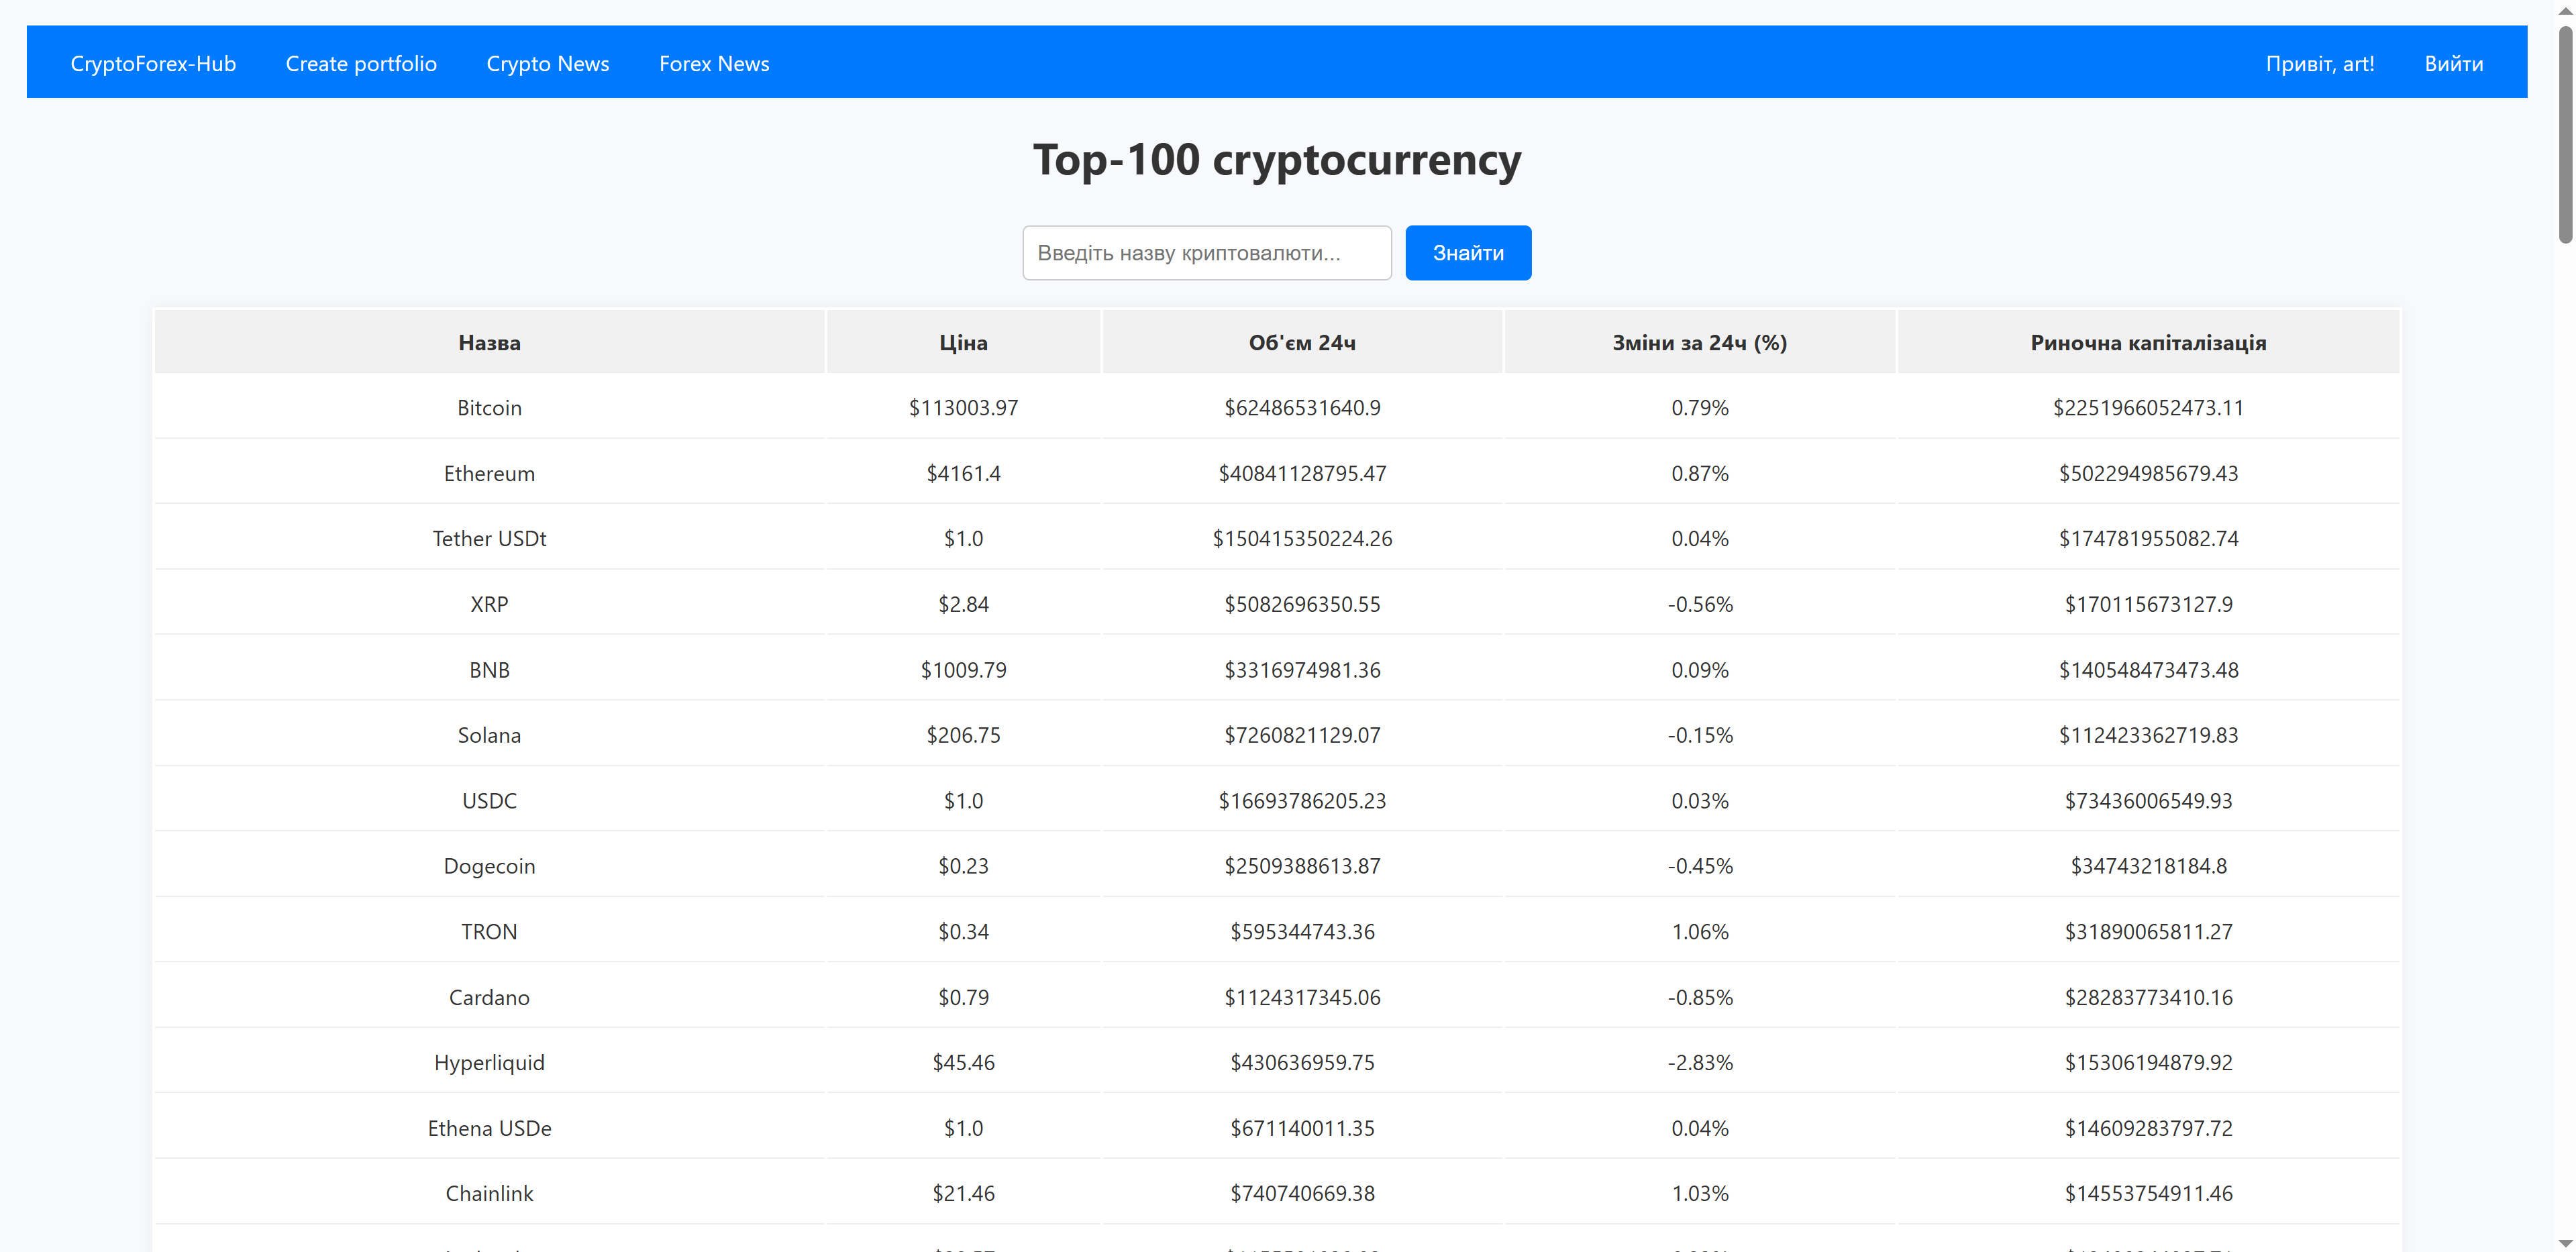 CryptoForex-Hub Create portfolio Crypto News Forex News Привіт, art! Вийти
Top-100 cryptocurrency
Введіть назву криптовалюти... Знайти
Назва Ціна Об'єм 24ч Зміни за 24ч (%) Риночна капіталізація
Bitcoin $113003.97 $62486531640.9 0.79% $2251966052473.11
Ethereum $4161.4 $40841128795.47 0.87% $502294985679.43
Tether USDt $1.0 $150415350224.26 0.04% $174781955082.74
XRP $2.84 $5082696350.55 -0.56% $170115673127.9
BNB $1009.79 $3316974981.36 0.09% $140548473473.48
Solana $206.75 $7260821129.07 -0.15% $112423362719.83
USDC $1.0 $16693786205.23 0.03% $73436006549.93
Dogecoin $0.23 $2509388613.87 -0.45% $34743218184.8
TRON $0.34 $595344743.36 1.06% $31890065811.27
Cardano $0.79 $1124317345.06 -0.85% $28283773410.16
Hyperliquid $45.46 $430636959.75 -2.83% $15306194879.92
Ethena USDe $1.0 $671140011.35 0.04% $14609283797.72
Chainlink $21.46 $740740669.38 1.03% $14553754911.46